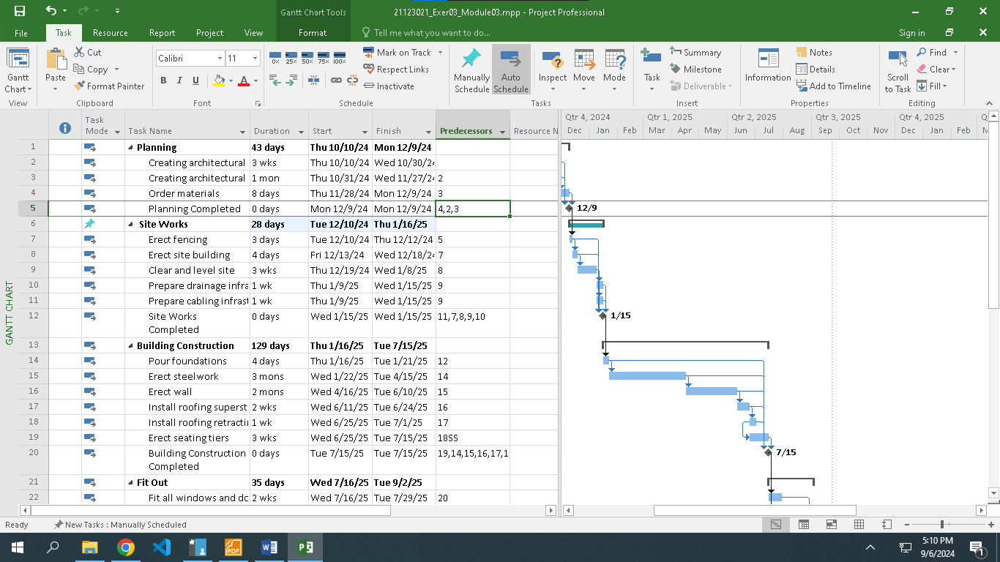 Gantt Chart Tools
21123021_Exer03_Module03.mpp - Project Professional
File Task Resource Report Project View Format Tell me what you want to do... Sign in
Gantt Chart
View
Paste
Cut
Copy
Format Painter
Clipboard
Calibri 11
B I U A
Font
0% 25% 50% 75% 100%
Mark on Track
Respect Links
Inactivate
Schedule
Manually Schedule
Auto Schedule
Inspect
Move
Mode
Tasks
Task
Summary
Milestone
Deliverable
Insert
Information
Notes
Details
Add to Timeline
Properties
Scroll to Task
Find
Clear
Fill
Editing
Task Mode Task Name Duration Start Finish Predecessors Resource N
Qtr 4, 2024 Qtr 1, 2025 Qtr 2, 2025 Qtr 3, 2025 Qtr 4, 2025 Q
Dec Jan Feb Mar Apr May Jun Jul Aug Sep Oct Nov Dec Jan Feb M
1 Planning 43 days Thu 10/10/24 Mon 12/9/24
2 Creating architectural 3 wks Thu 10/10/24 Wed 10/30/24
3 Creating architectural 1 mon Thu 10/31/24 Wed 11/27/24 2
4 Order materials 8 days Thu 11/28/24 Mon 12/9/24 3
5 Planning Completed 0 days Mon 12/9/24 Mon 12/9/24 4,2,3
12/9
6 Site Works 28 days Tue 12/10/24 Thu 1/16/25
7 Erect fencing 3 days Tue 12/10/24 Thu 12/12/24 5
8 Erect site building 4 days Fri 12/13/24 Wed 12/18/24 7
9 Clear and level site 3 wks Thu 12/19/24 Wed 1/8/25 8
10 Prepare drainage infra 1 wk Thu 1/9/25 Wed 1/15/25 9
11 Prepare cabling infrast 1 wk Thu 1/9/25 Wed 1/15/25 9
12 Site Works Completed 0 days Wed 1/15/25 Wed 1/15/25 11,7,8,9,10
1/15
13 Building Construction 129 days Thu 1/16/25 Tue 7/15/25
14 Pour foundations 4 days Thu 1/16/25 Tue 1/21/25 12
15 Erect steelwork 3 mons Wed 1/22/25 Tue 4/15/25 14
16 Erect wall 2 mons Wed 4/16/25 Tue 6/10/25 15
17 Install roofing superst 2 wks Wed 6/11/25 Tue 6/24/25 16
18 Install roofing retractin 1 wk Wed 6/25/25 Tue 7/1/25 17
19 Erect seating tiers 3 wks Wed 6/25/25 Tue 7/15/25 18SS
20 Building Construction Completed 0 days Tue 7/15/25 Tue 7/15/25 19,14,15,16,17,1
7/15
21 Fit Out 35 days Wed 7/16/25 Tue 9/2/25
22 Fit all windows and do 2 wks Wed 7/16/25 Tue 7/29/25 20
GANTT CHART
Ready New Tasks : Manually Scheduled
PDF
5:10 PM
9/6/2024
1